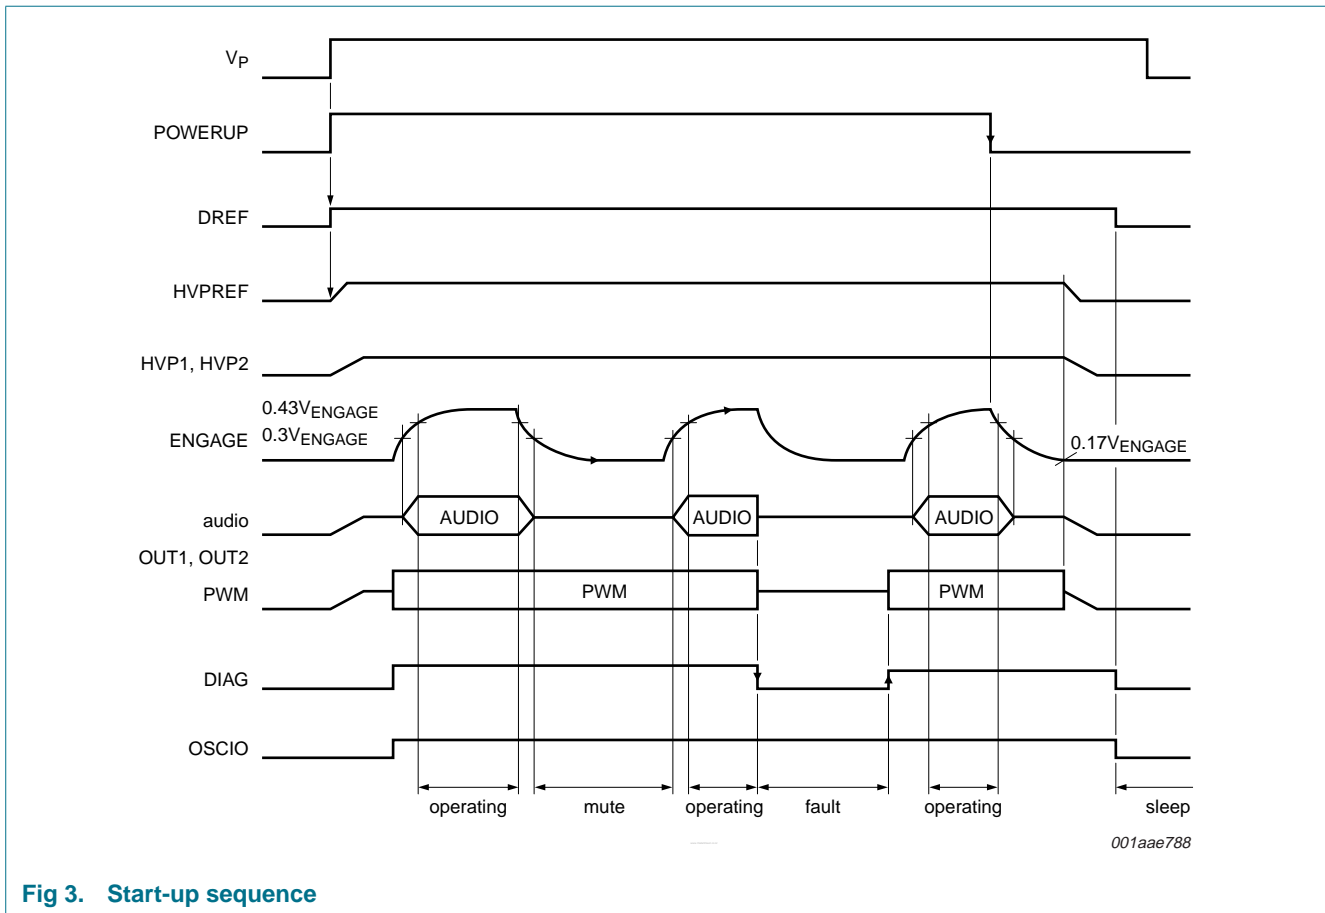 VP
POWERUP
DREF
HVPREF
HVP1, HVP2
0.43VENGAGE
0.3VENGAGE
ENGAGE
0.17VENGAGE
audio
AUDIO AUDIO AUDIO
OUT1, OUT2
PWM
PWM PWM
DIAG
OSCIO
operating mute operating fault operating sleep
001aae788
Fig 3. Start-up sequence